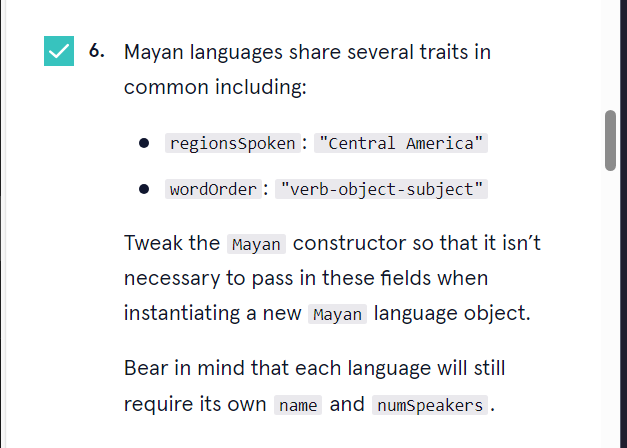 6. Mayan languages share several traits in
common including:
● regionsSpoken: "Central America"
● wordOrder: "verb-object-subject"
Tweak the Mayan constructor so that it isn’t
necessary to pass in these fields when
instantiating a new Mayan language object.
Bear in mind that each language will still
require its own name and numSpeakers.